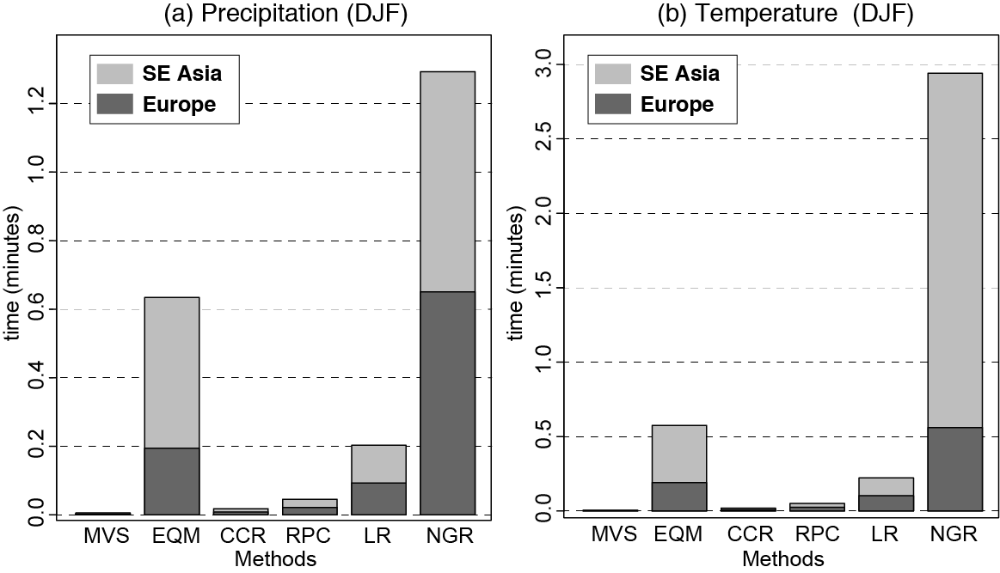 (a) Precipitation (DJF)
SE Asia
Europe
time (minutes)
1.2
1.0
0.8
0.6
0.4
0.2
0.0
MVS EQM CCR RPC LR NGR
Methods
(b) Temperature (DJF)
SE Asia
Europe
time (minutes)
3.0
2.5
2.0
1.5
1.0
0.5
0.0
MVS EQM CCR RPC LR NGR
Methods